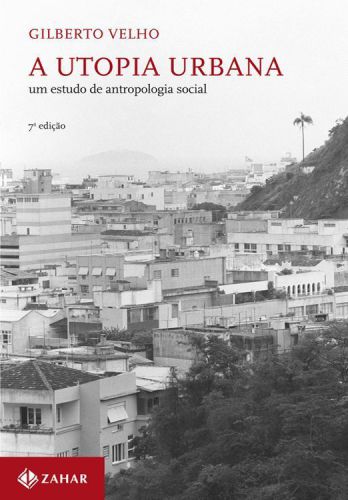 GILBERTO VELHO
A UTOPIA URBANA
um estudo de antropologia social
7ª edição
ZAHAR